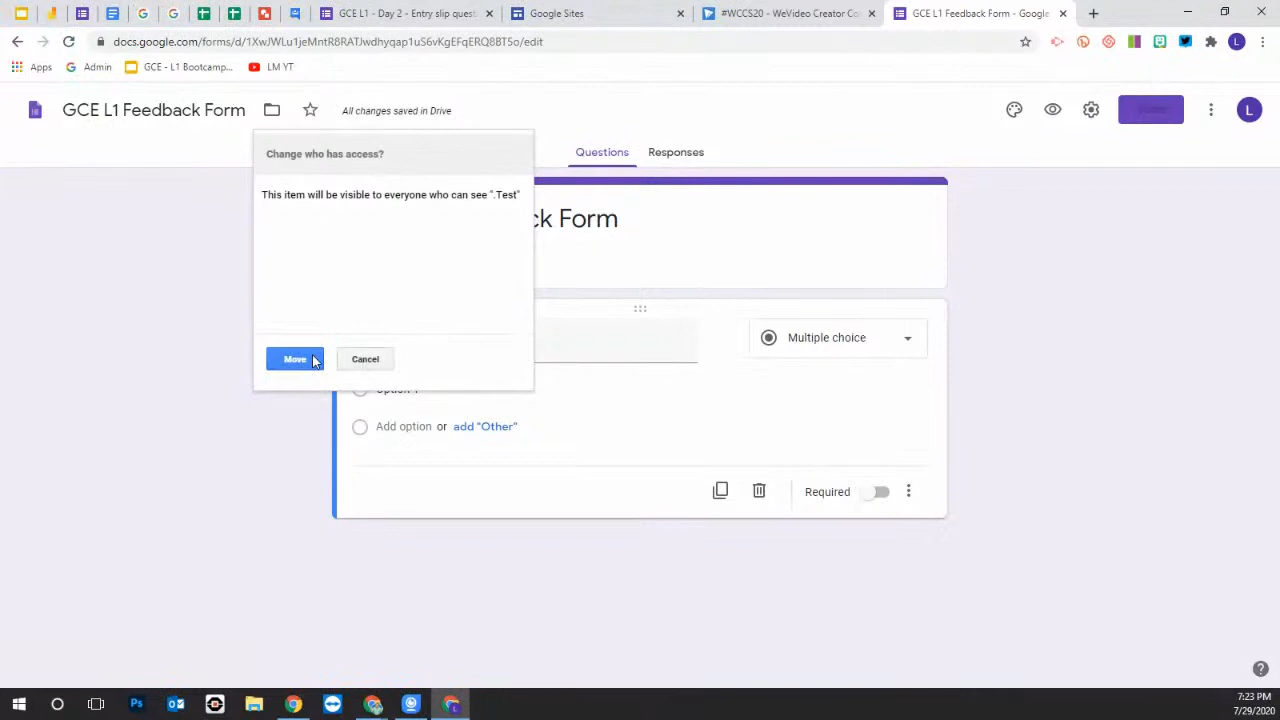 GCE L1 - Day 2 - Entry slip quest
Google Sites
#WCCS20 - WeVideo Creator Co
GCE L1 Feedback Form - Google
docs.google.com/forms/d/1XwJWLu1jeMntR8RATJwdhyqap1uS6vKgEFqERQ8BTSo/edit
Apps
Admin
GCE - L1 Bootcamp...
LM YT
GCE L1 Feedback Form
All changes saved in Drive
L
Change who has access?
Questions
Responses
This item will be visible to everyone who can see ".Test"
ck Form
Multiple choice
Move
Cancel
Add option or add "Other"
Required
7:23 PM
7/29/2020